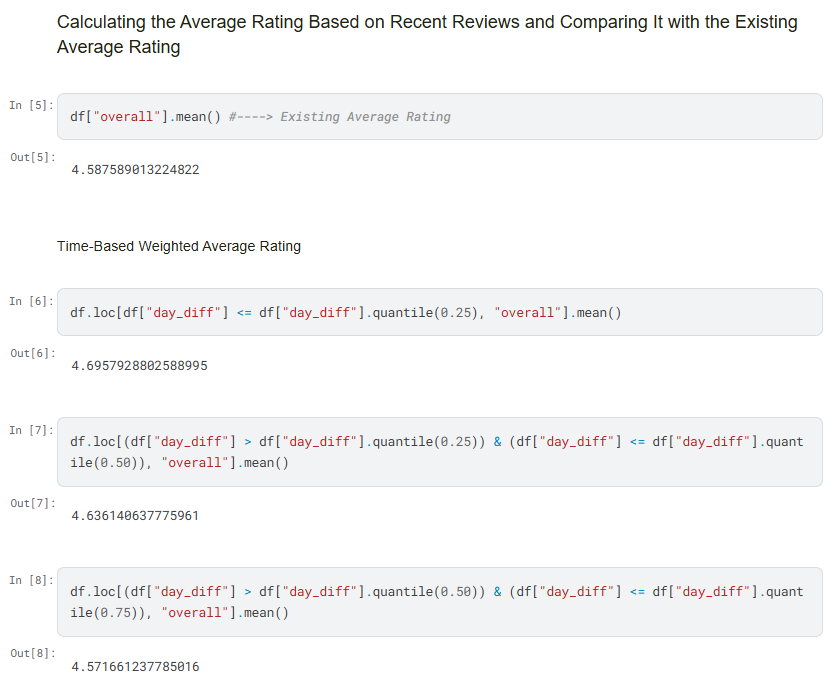 Calculating the Average Rating Based on Recent Reviews and Comparing It with the Existing
Average Rating
In [5]:
df["overall"].mean() #----> Existing Average Rating
Out[5]:
4.587589013224822
Time-Based Weighted Average Rating
In [6]:
df.loc[df["day_diff"] <= df["day_diff"].quantile(0.25), "overall"].mean()
Out[6]:
4.6957928802588995
In [7]:
df.loc[(df["day_diff"] > df["day_diff"].quantile(0.25)) & (df["day_diff"] <= df["day_diff"].quant
ile(0.50)), "overall"].mean()
Out[7]:
4.636140637775961
In [8]:
df.loc[(df["day_diff"] > df["day_diff"].quantile(0.50)) & (df["day_diff"] <= df["day_diff"].quant
ile(0.75)), "overall"].mean()
Out[8]:
4.571661237785016